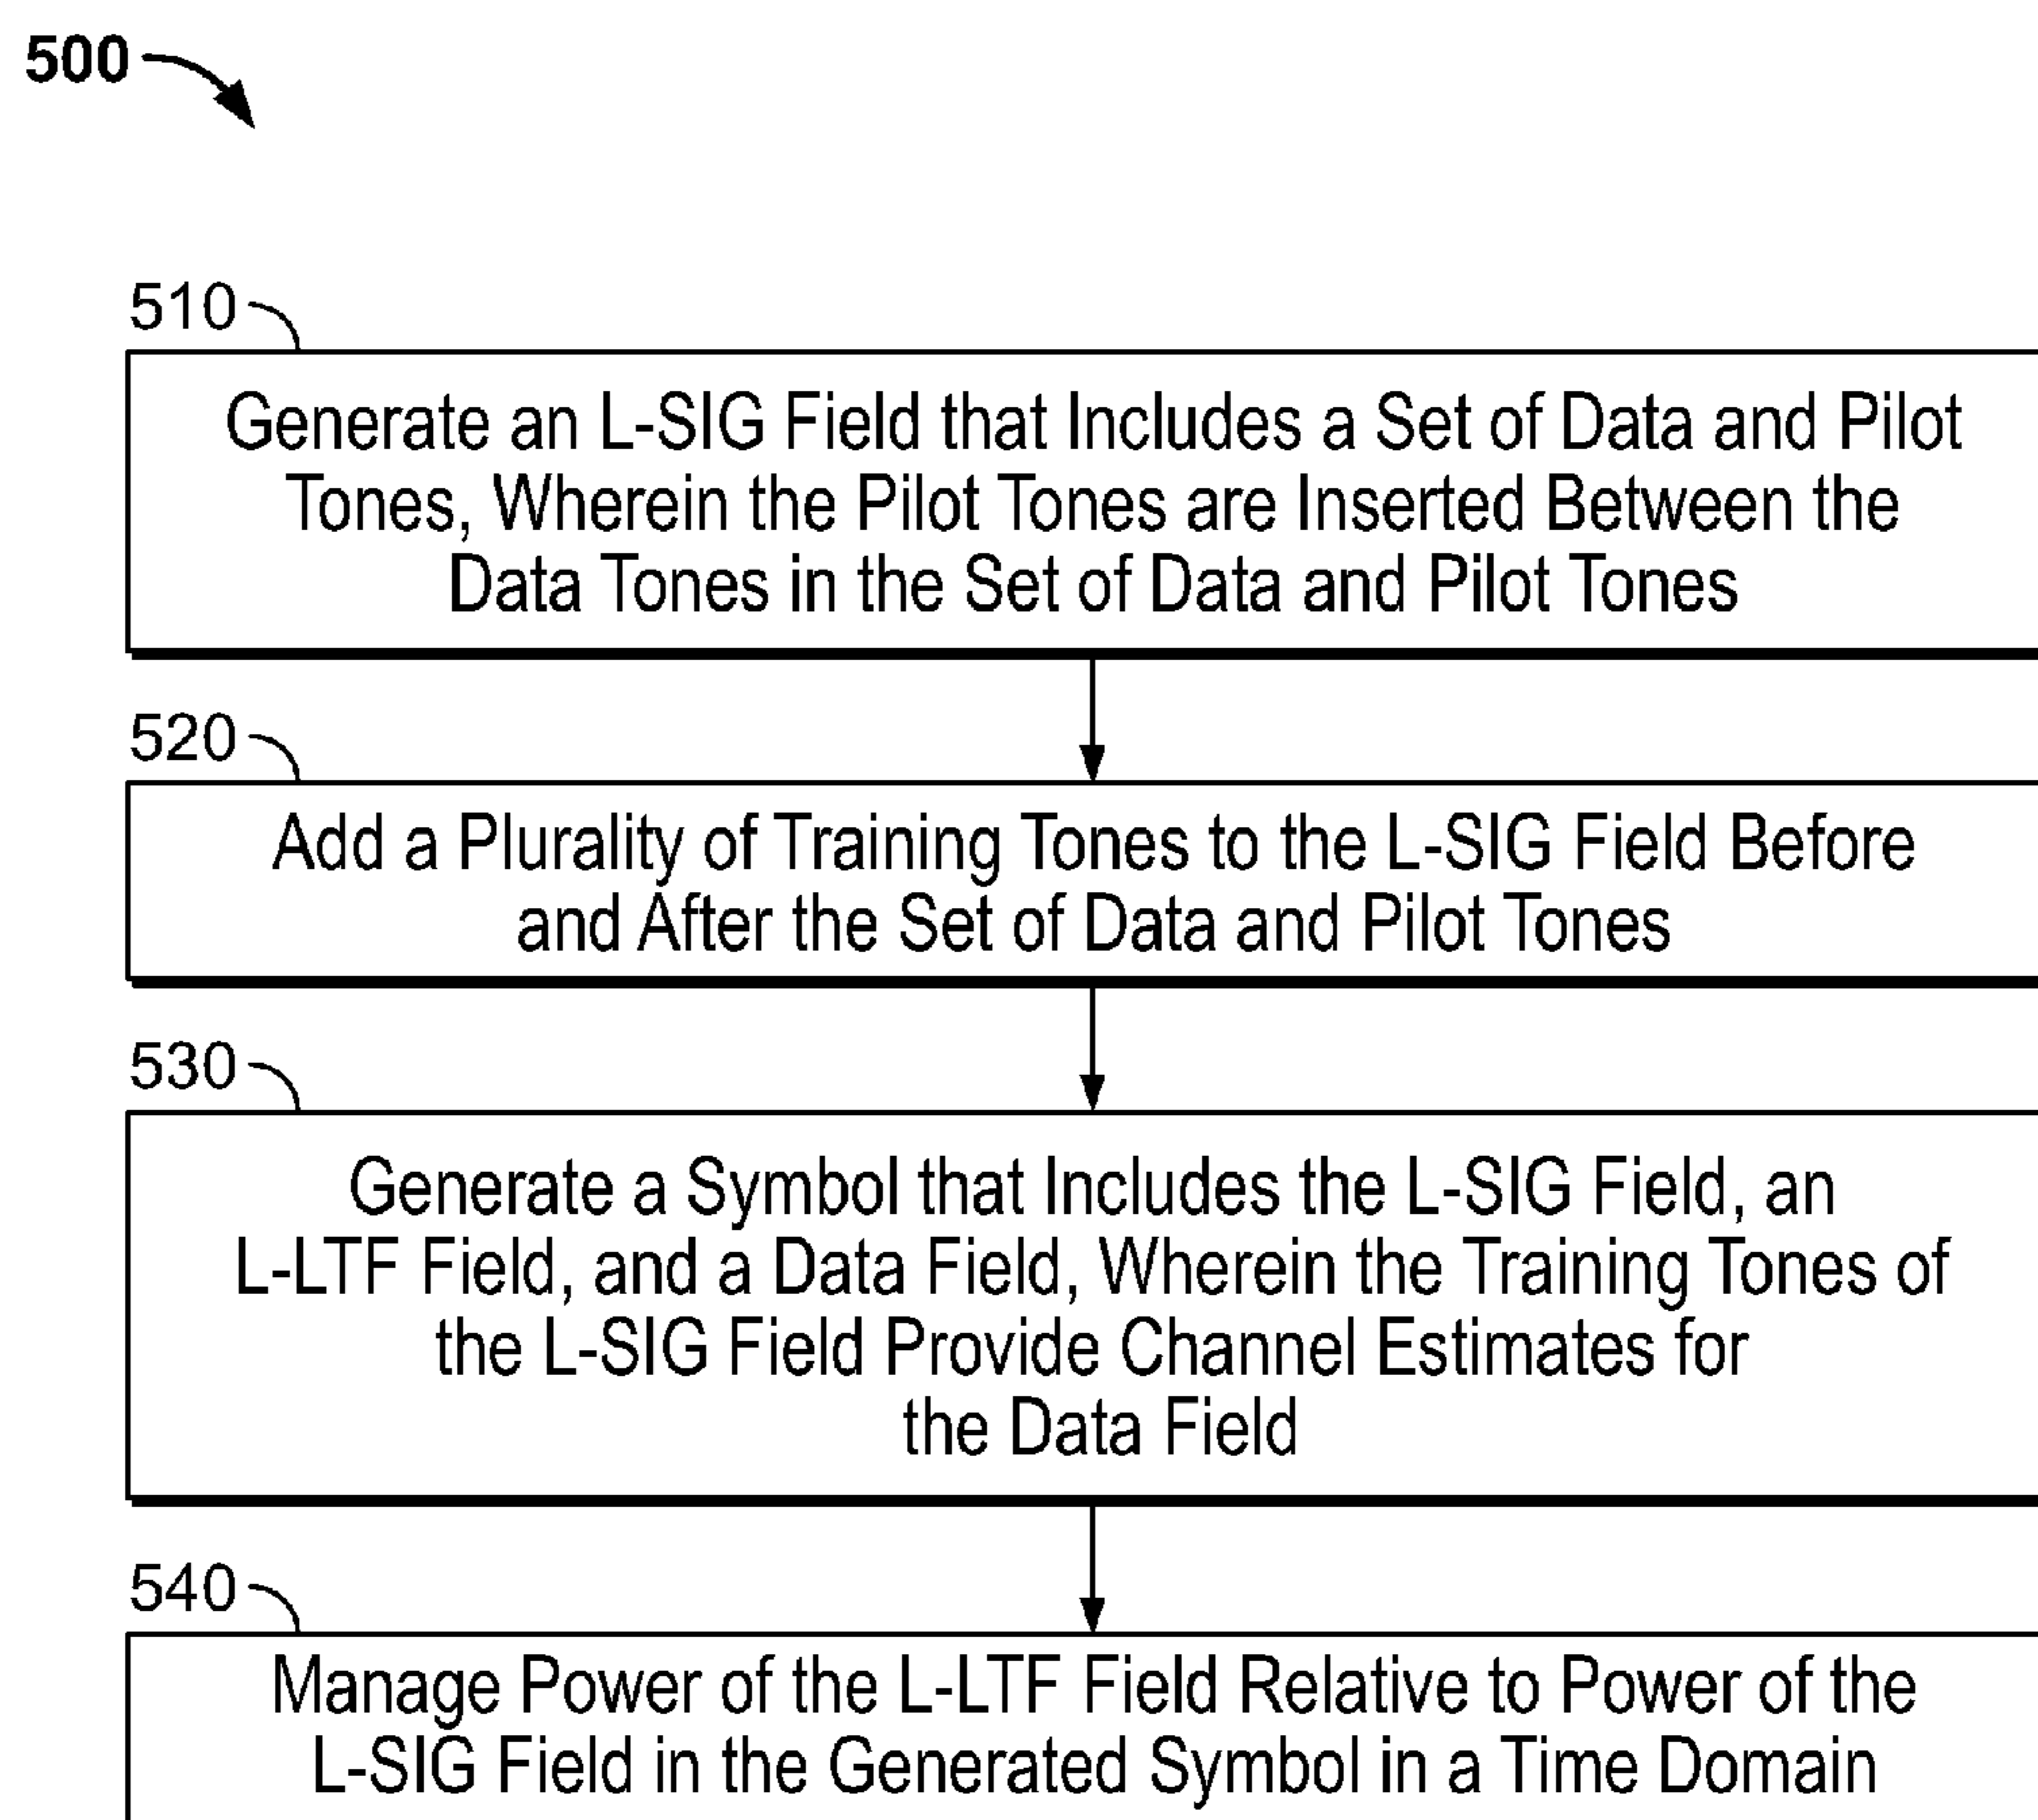 500
510
Generate an L-SIG Field that Includes a Set of Data and Pilot
Tones, Wherein the Pilot Tones are Inserted Between the
Data Tones in the Set of Data and Pilot Tones
520
Add a Plurality of Training Tones to the L-SIG Field Before
and After the Set of Data and Pilot Tones
530
Generate a Symbol that Includes the L-SIG Field, an
L-LTF Field, and a Data Field, Wherein the Training Tones of
the L-SIG Field Provide Channel Estimates for
the Data Field
540
Manage Power of the L-LTF Field Relative to Power of the
L-SIG Field in the Generated Symbol in a Time Domain